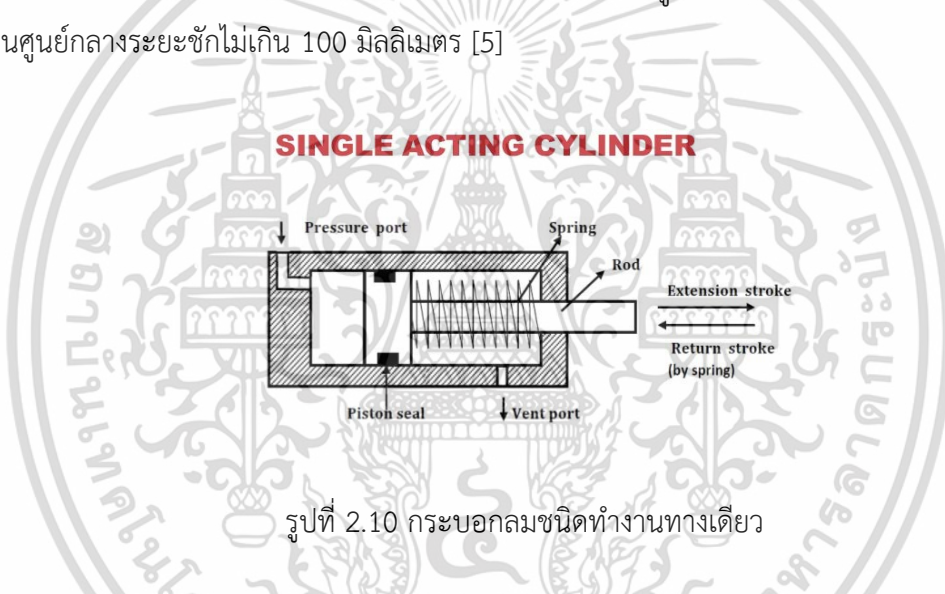 นศูนย์กลางระยะชักไม่เกิน 100 มิลลิเมตร [5]
SINGLE ACTING CYLINDER
Pressure port
Spring
Rod
Extension stroke
Return stroke
(by spring)
Piston seal
Vent port
รูปที่ 2.10 กระบอกลมชนิดทำงานทางเดียว